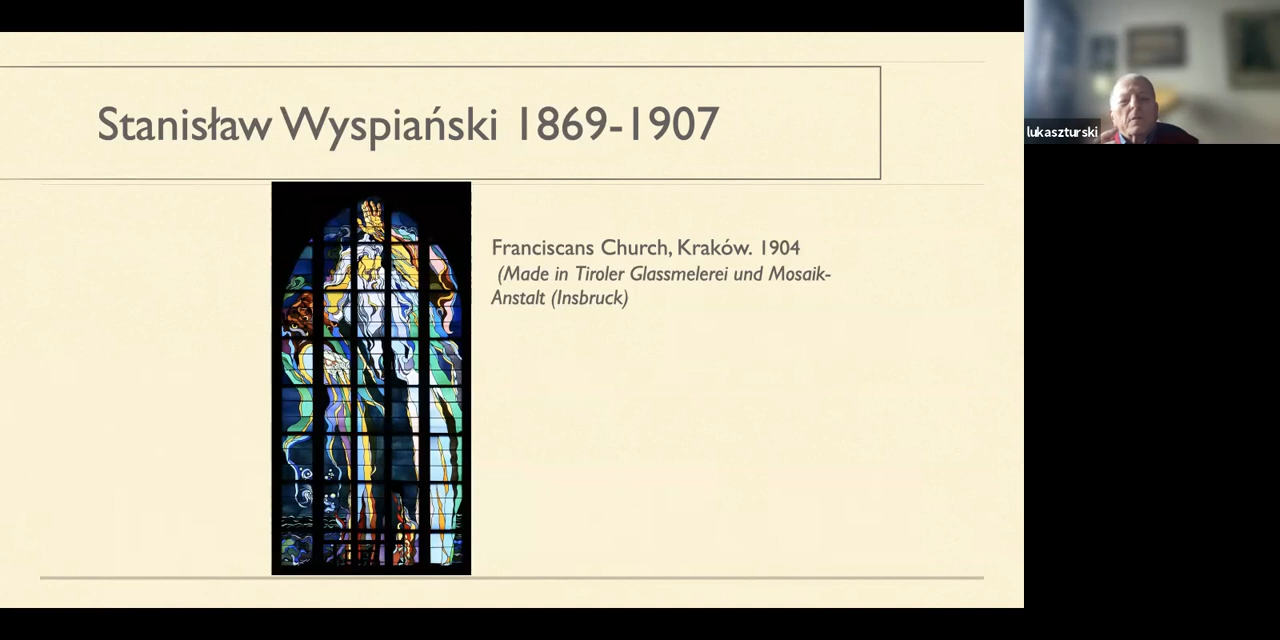 Stanisław Wyspiański 1869-1907
Franciscans Church, Kraków. 1904
(Made in Tiroler Glassmelerei und Mosaik-
Anstalt (Insbruck)
lukaszturski